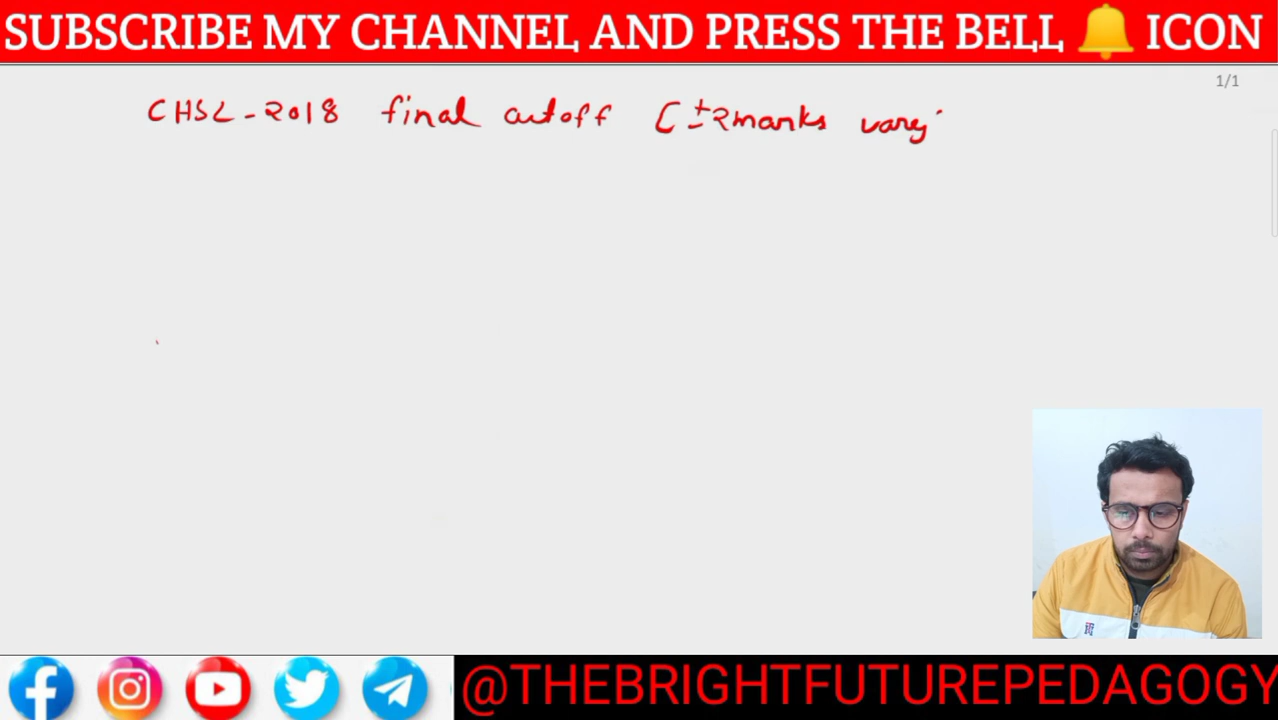 SUBSCRIBE MY CHANNEL AND PRESS THE BELL 🔔 ICON
1/1
CHSL-2018 final cutoff [±2marks vary
@THEBRIGHTFUTUREPEDAGOGY